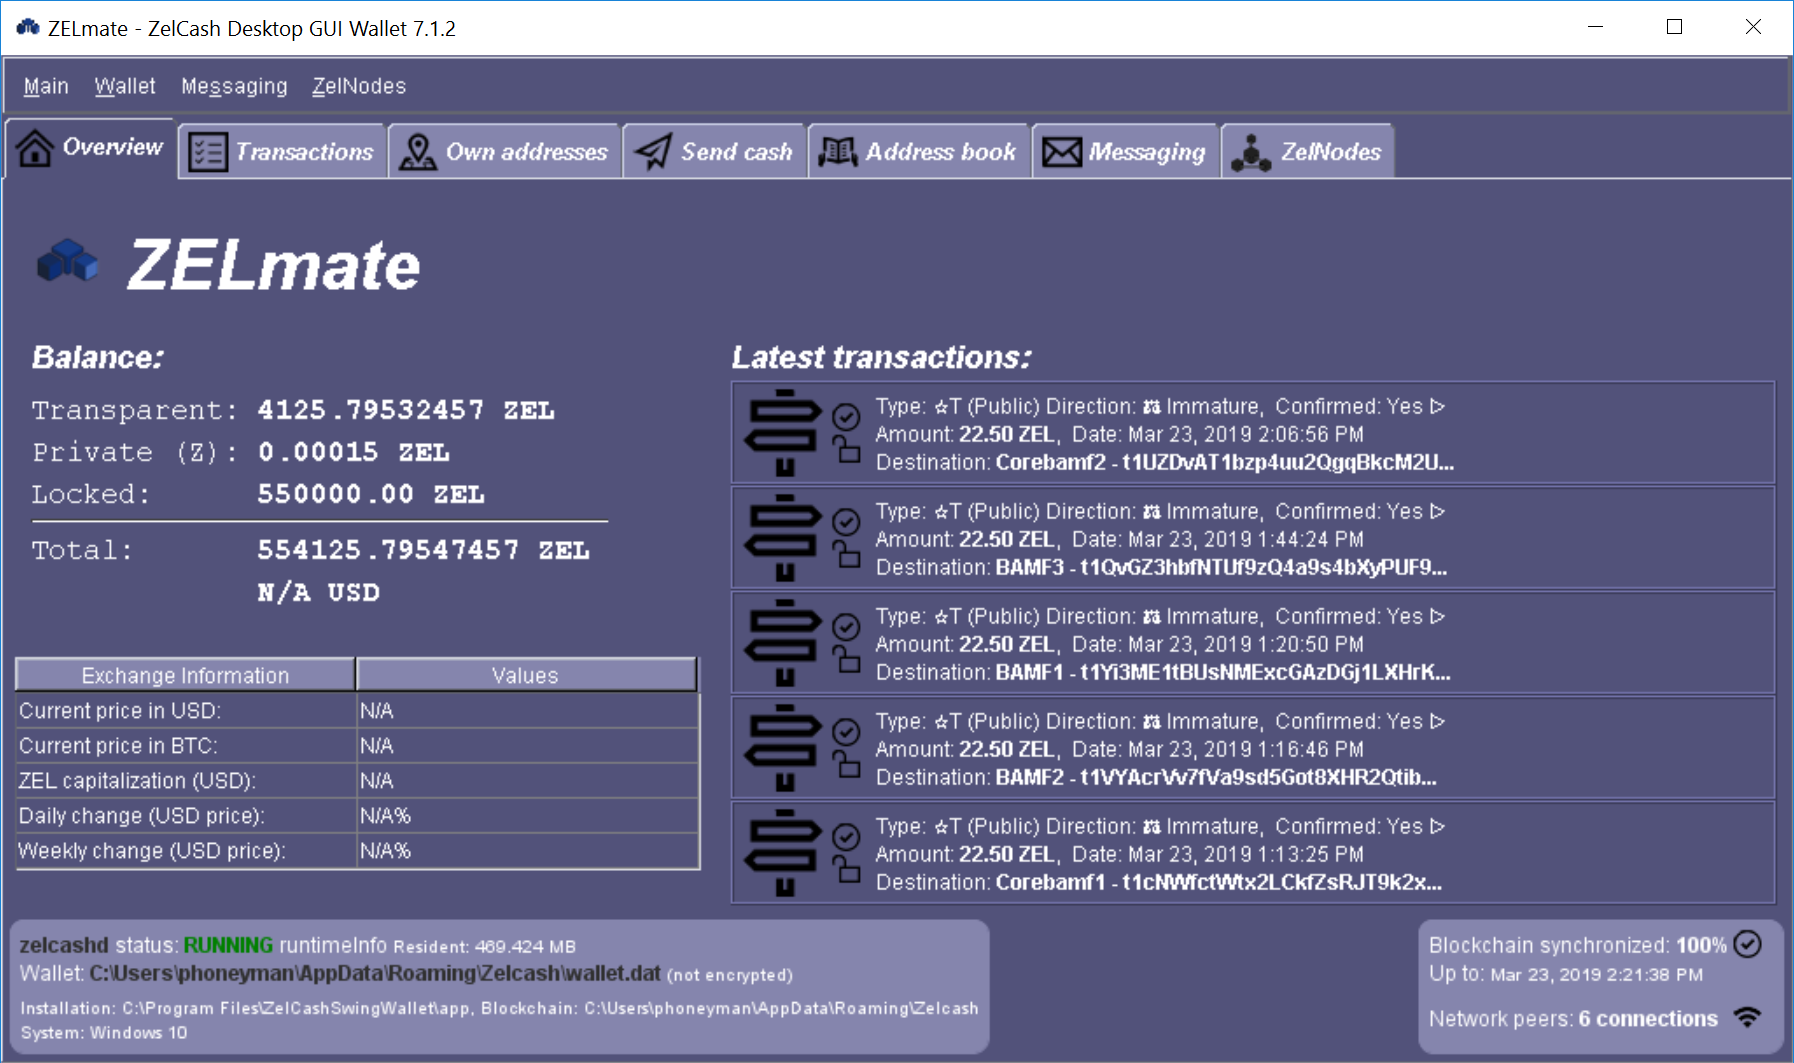 ZELmate - ZelCash Desktop GUI Wallet 7.1.2
Main Wallet Messaging ZelNodes
Overview Transactions Own addresses Send cash Address book Messaging ZelNodes
ZELmate
Balance:
Transparent: 4125.79532457 ZEL
Private (Z): 0.00015 ZEL
Locked: 550000.00 ZEL
Total: 554125.79547457 ZEL
N/A USD
Exchange Information Values
Current price in USD: N/A
Current price in BTC: N/A
ZEL capitalization (USD): N/A
Daily change (USD price): N/A%
Weekly change (USD price): N/A%
Latest transactions:
Type: ☆T (Public) Direction: Immature, Confirmed: Yes ▷
Amount: 22.50 ZEL, Date: Mar 23, 2019 2:06:56 PM
Destination: Corebamf2 - t1UZDvAT1bzp4uu2QgqBkcM2U...
Type: ☆T (Public) Direction: Immature, Confirmed: Yes ▷
Amount: 22.50 ZEL, Date: Mar 23, 2019 1:44:24 PM
Destination: BAMF3 - t1QvGZ3hbfNTUf9zQ4a9s4bXyPUF9...
Type: ☆T (Public) Direction: Immature, Confirmed: Yes ▷
Amount: 22.50 ZEL, Date: Mar 23, 2019 1:20:50 PM
Destination: BAMF1 - t1Yi3ME1tBUsNMExcGAzDGj1LXHrK...
Type: ☆T (Public) Direction: Immature, Confirmed: Yes ▷
Amount: 22.50 ZEL, Date: Mar 23, 2019 1:16:46 PM
Destination: BAMF2 - t1VYAcrVv7fVa9sd5Got8XHR2Qtib...
Type: ☆T (Public) Direction: Immature, Confirmed: Yes ▷
Amount: 22.50 ZEL, Date: Mar 23, 2019 1:13:25 PM
Destination: Corebamf1 - t1cNWfctWtx2LCkfZsRJT9k2x...
zelcashd status: RUNNING runtimeInfo Resident: 469.424 MB
Wallet: C:\Users\phoneyman\AppData\Roaming\Zelcash\wallet.dat (not encrypted)
Installation: C:\Program Files\ZelCashSwingWallet\app, Blockchain: C:\Users\phoneyman\AppData\Roaming\Zelcash
System: Windows 10
Blockchain synchronized: 100%
Up to: Mar 23, 2019 2:21:38 PM
Network peers: 6 connections